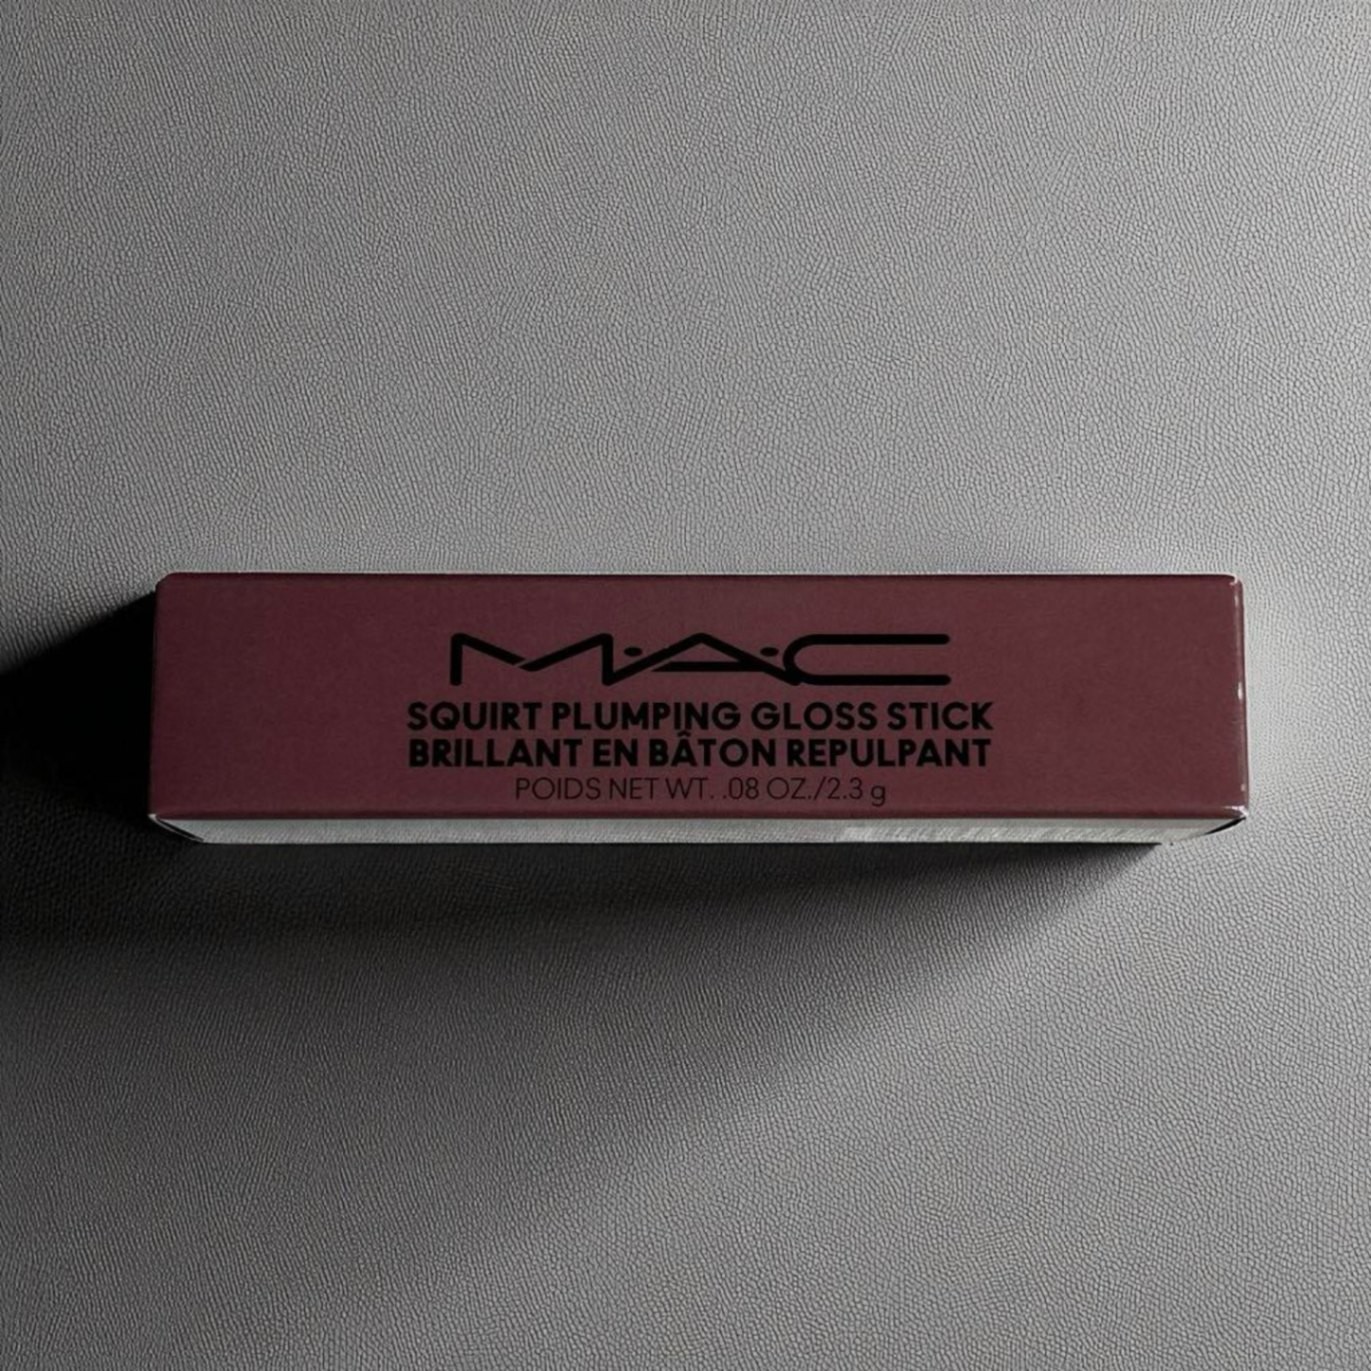 M·A·C
SQUIRT PLUMPING GLOSS STICK
BRILLANT EN BÂTON REPULPANT
POIDS NET WT. .08 OZ./2.3 g